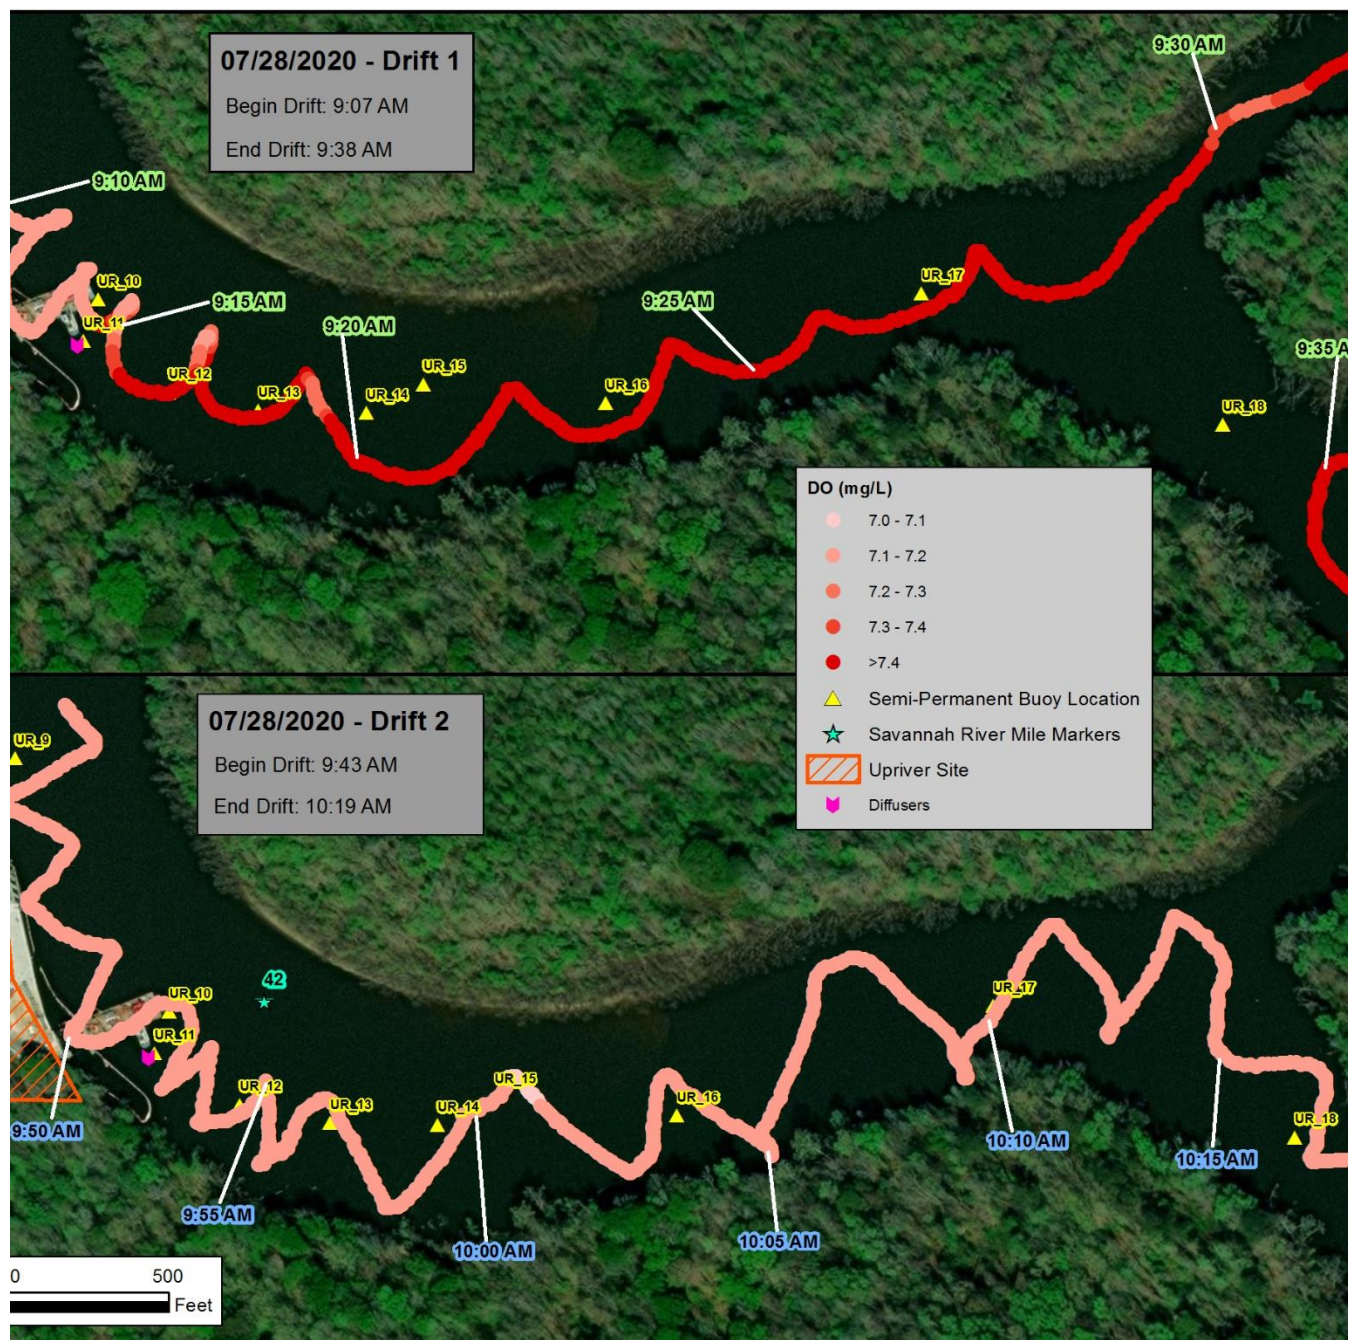 07/28/2020 - Drift 1
Begin Drift: 9:07 AM
End Drift: 9:38 AM
9:30 AM
9:10 AM
UR_10
9:15 AM
UR_11
9:20 AM
9:25 AM
UR_17
9:35 A
UR_12
UR_13
UR_14
UR_15
UR_16
UR_18
DO (mg/L)
7.0 - 7.1
7.1 - 7.2
7.2 - 7.3
7.3 - 7.4
>7.4
Semi-Permanent Buoy Location
Savannah River Mile Markers
Upriver Site
Diffusers
07/28/2020 - Drift 2
Begin Drift: 9:43 AM
End Drift: 10:19 AM
UR_9
42
UR_10
UR_11
UR_12
UR_13
UR_14
UR_15
UR_16
UR_17
UR_18
9:50 AM
9:55 AM
10:00 AM
10:05 AM
10:10 AM
10:15 AM
0 500
Feet